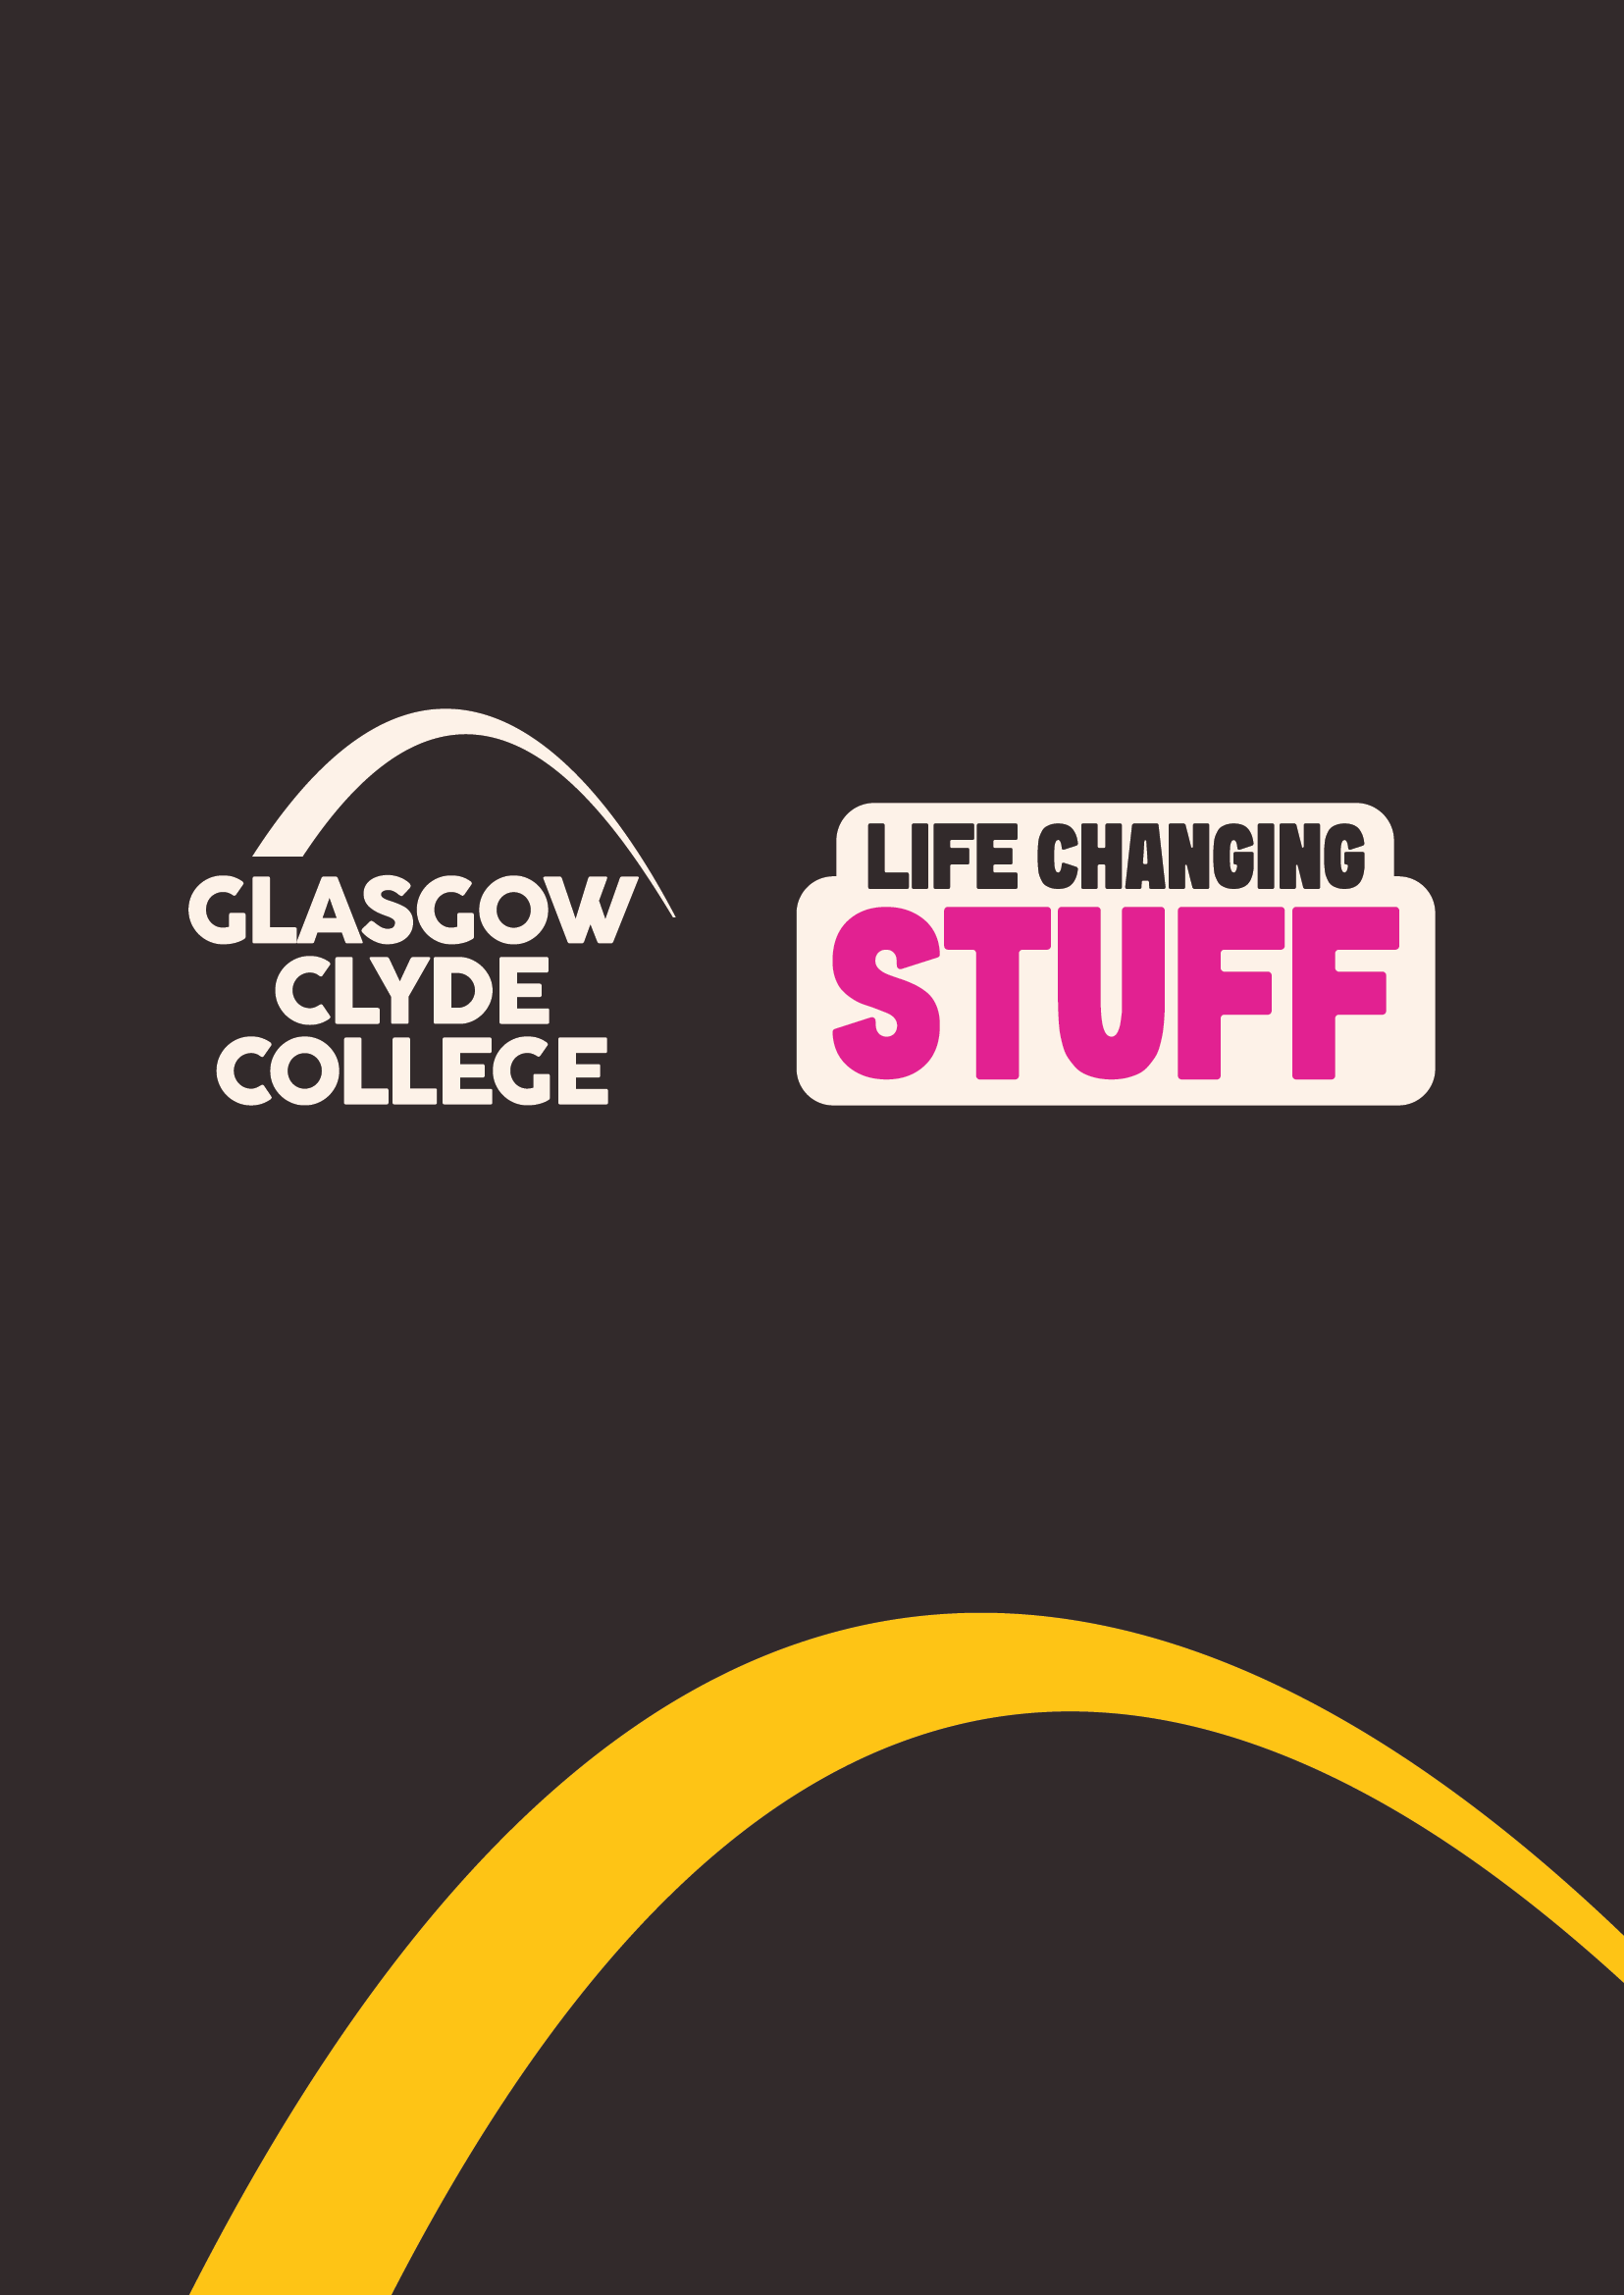 GLASGOW
CLYDE
COLLEGE
LIFE CHANGING
STUFF